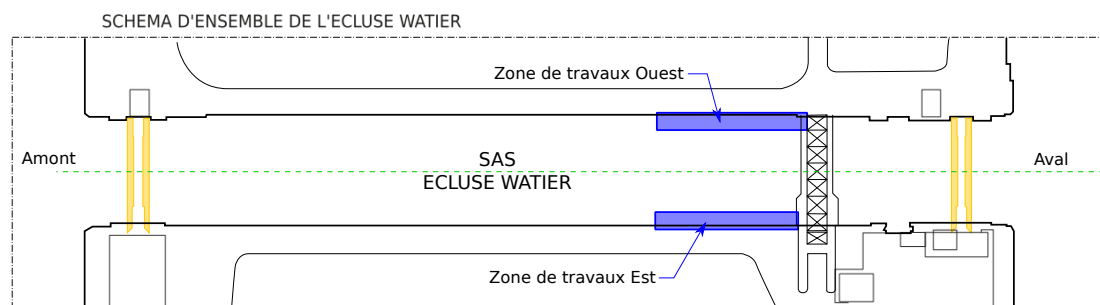 SCHEMA D'ENSEMBLE DE L'ECLUSE WATIER
Zone de travaux Ouest
Amont
SAS
ECLUSE WATIER
Aval
Zone de travaux Est